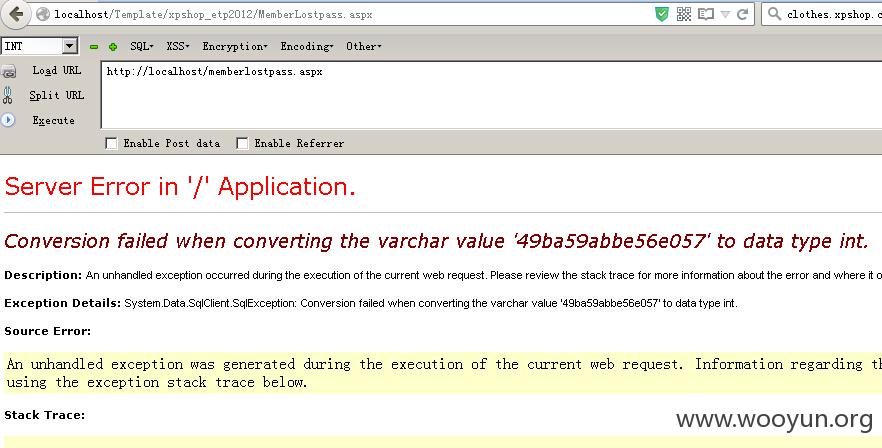 localhost/Template/xpshop_etp2012/MemberLostpass.aspx
clothes.xpshop.c
INT SQL▾ XSS▾ Encryption▾ Encoding▾ Other▾
Load URL
http://localhost/memberlostpass.aspx
Split URL
Execute
Enable Post data Enable Referrer
Server Error in '/' Application.
Conversion failed when converting the varchar value '49ba59abbe56e057' to data type int.
Description: An unhandled exception occurred during the execution of the current web request. Please review the stack trace for more information about the error and where it o
Exception Details: System.Data.SqlClient.SqlException: Conversion failed when converting the varchar value '49ba59abbe56e057' to data type int.
Source Error:
An unhandled exception was generated during the execution of the current web request. Information regarding th
using the exception stack trace below.
Stack Trace:
www.wooyun.org